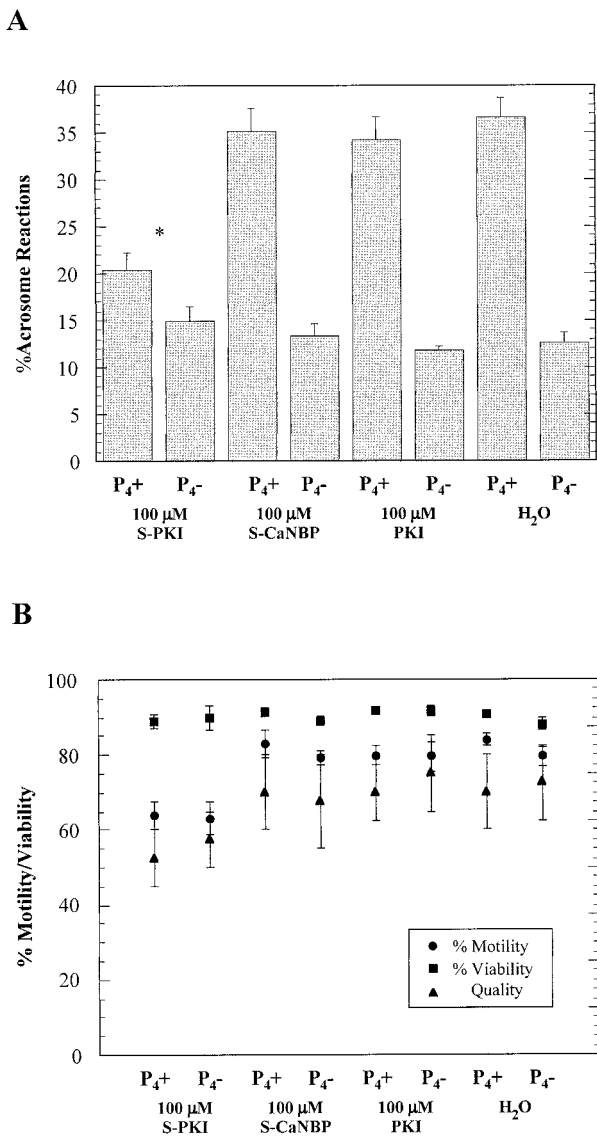 A
%Acrosome Reactions
40
35
30
25
20
15
10
5
0
*
P4+ P4- P4+ P4- P4+ P4- P4+ P4-
100 µM 100 µM 100 µM H2O
S-PKI S-CaNBP PKI
B
% Motility/Viability
100
80
60
40
20
0
% Motility
% Viability
Quality
P4+ P4- P4+ P4- P4+ P4- P4+ P4-
100 µM 100 µM 100 µM H2O
S-PKI S-CaNBP PKI